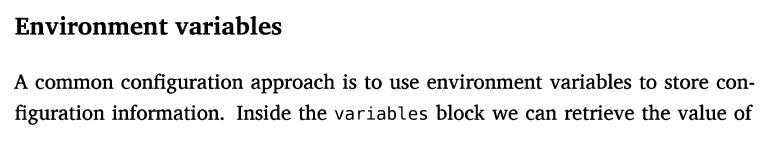 Environment variables
A common configuration approach is to use environment variables to store con-
figuration information. Inside the variables block we can retrieve the value of